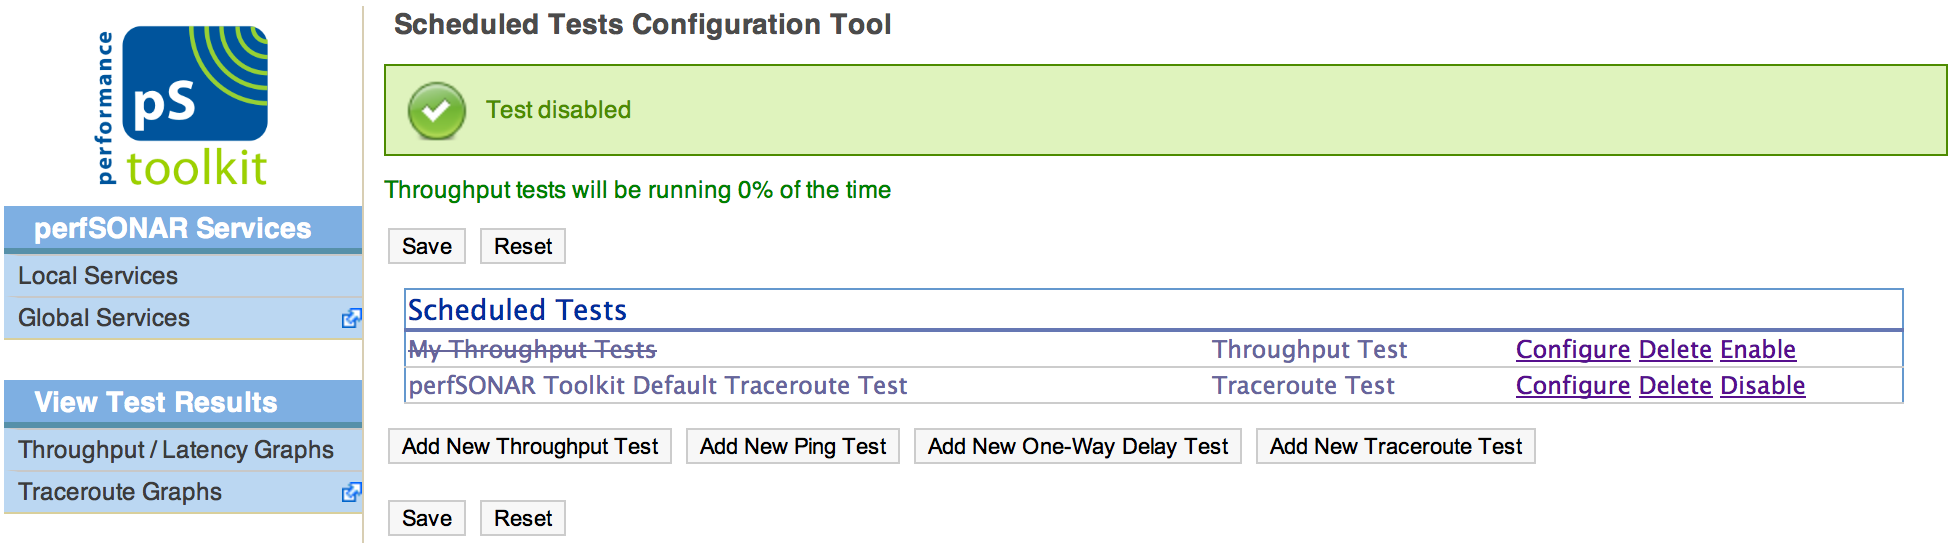 performance
pS
toolkit
perfSONAR Services
Local Services
Global Services
View Test Results
Throughput / Latency Graphs
Traceroute Graphs
Scheduled Tests Configuration Tool
Test disabled
Throughput tests will be running 0% of the time
Save Reset
Scheduled Tests
My Throughput Tests Throughput Test Configure Delete Enable
perfSONAR Toolkit Default Traceroute Test Traceroute Test Configure Delete Disable
Add New Throughput Test Add New Ping Test Add New One-Way Delay Test Add New Traceroute Test
Save Reset